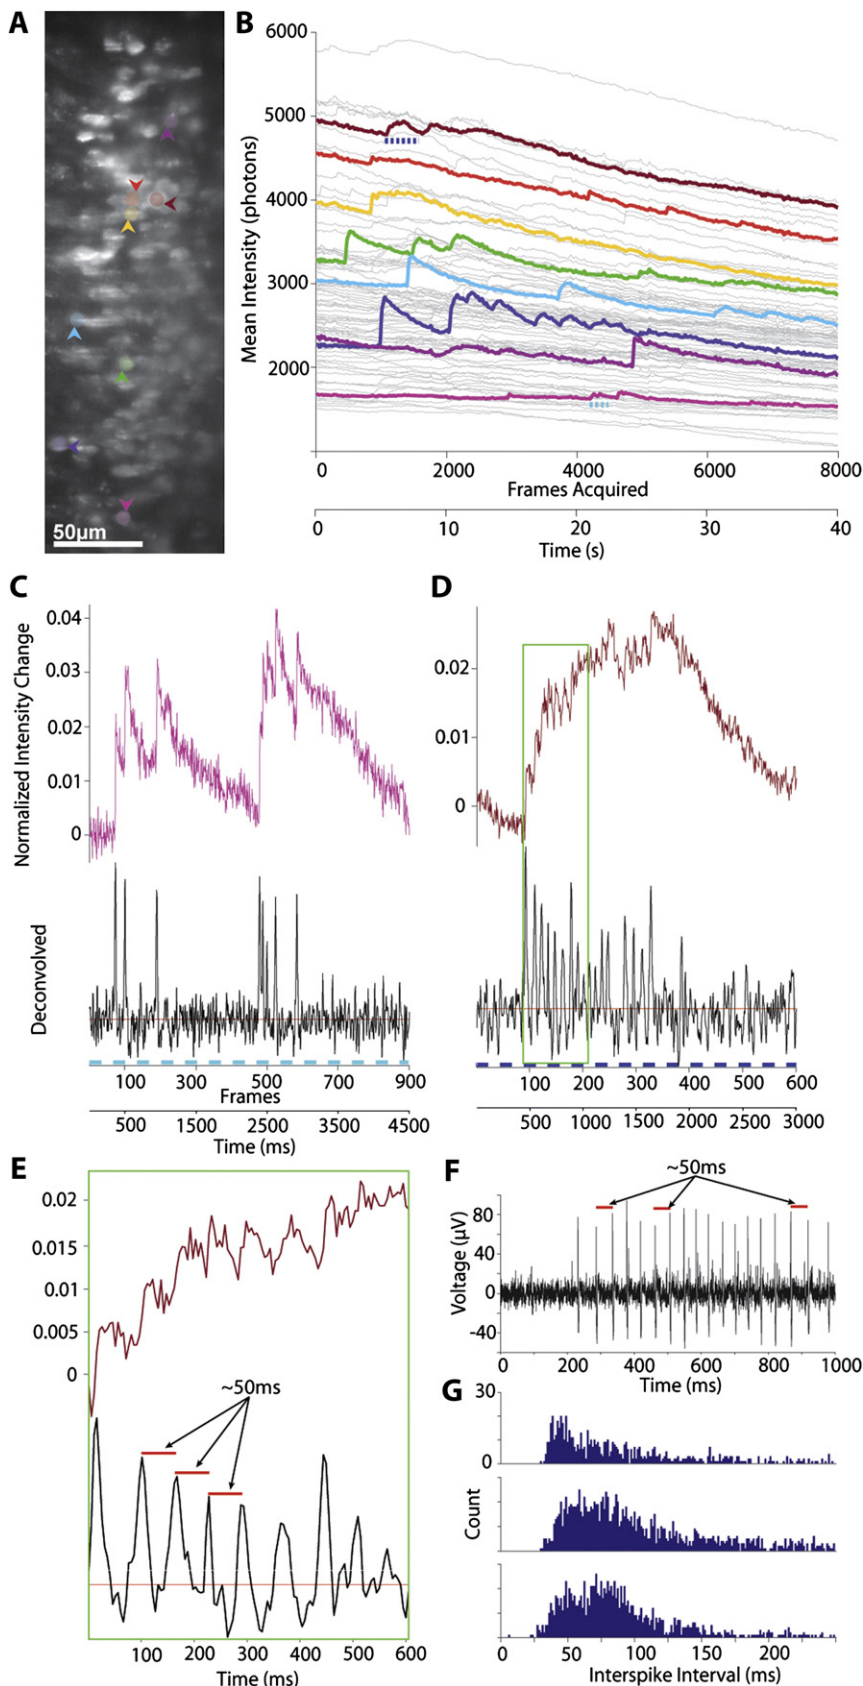 A
50µm
B
6000
5000
4000
3000
2000
Mean Intensity (photons)
0 2000 4000 6000 8000
Frames Acquired
0 10 20 30 40
Time (s)
C
0.04
0.03
0.02
0.01
0
Normalized Intensity Change
Deconvolved
100 300 500 700 900
Frames
500 1500 2500 3500 4500
Time (ms)
D
0.02
0.01
0
100 200 300 400 500 600
500 1000 1500 2000 2500 3000
E
0.02
0.015
0.01
0.005
0
~50ms
100 200 300 400 500 600
Time (ms)
F
~50ms
80
40
0
-40
Voltage (µV)
0 200 400 600 800 1000
Time (ms)
G
30
0
Count
0 50 100 150 200
Interspike Interval (ms)